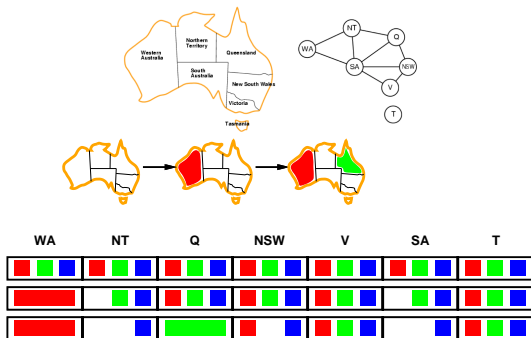 Western
Australia
Northern
Territory
Queensland
South
Australia
New South Wales
Victoria
Tasmania
NT
Q
WA
SA
NSW
V
T
WA NT Q NSW V SA T